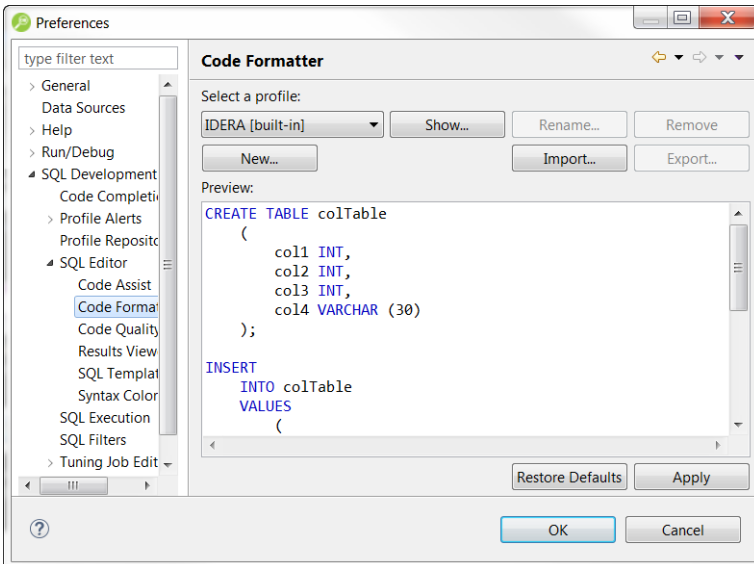 Preferences
type filter text
General
Data Sources
Help
Run/Debug
SQL Development
Code Completi
Profile Alerts
Profile Reposito
SQL Editor
Code Assist
Code Format
Code Quality
Results View
SQL Templat
Syntax Color
SQL Execution
SQL Filters
Tuning Job Edit
Code Formatter
Select a profile:
IDERA [built-in]
Show...
Rename...
Remove
New...
Import...
Export...
Preview:
CREATE TABLE colTable
(
col1 INT,
col2 INT,
col3 INT,
col4 VARCHAR (30)
);
INSERT
INTO colTable
VALUES
(
Restore Defaults
Apply
?
OK
Cancel